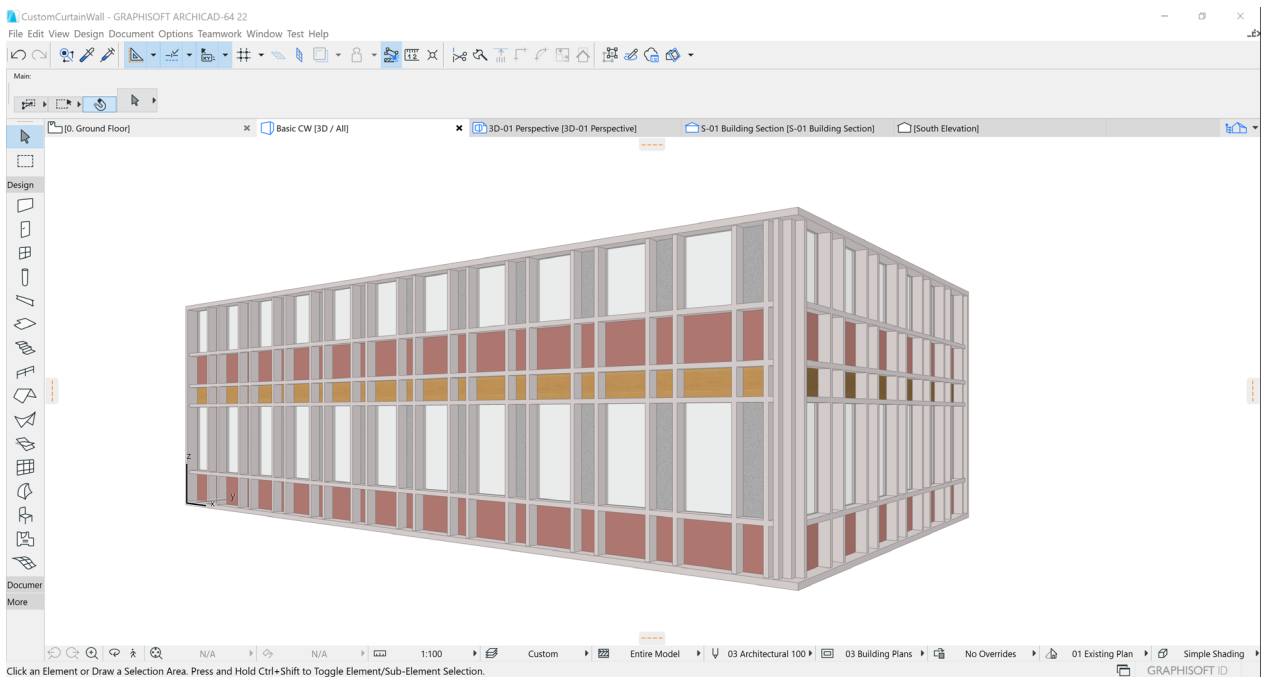 CustomCurtainWall - GRAPHISOFT ARCHICAD-64 22
File Edit View Design Document Options Teamwork Window Test Help
Main:
[0. Ground Floor] Basic CW [3D / All] 3D-01 Perspective [3D-01 Perspective] S-01 Building Section [S-01 Building Section] [South Elevation]
Design
z
y
x
Documer
More
N/A N/A 1:100 Custom Entire Model 03 Architectural 100 03 Building Plans No Overrides 01 Existing Plan Simple Shading
Click an Element or Draw a Selection Area. Press and Hold Ctrl+Shift to Toggle Element/Sub-Element Selection.
GRAPHISOFT ID